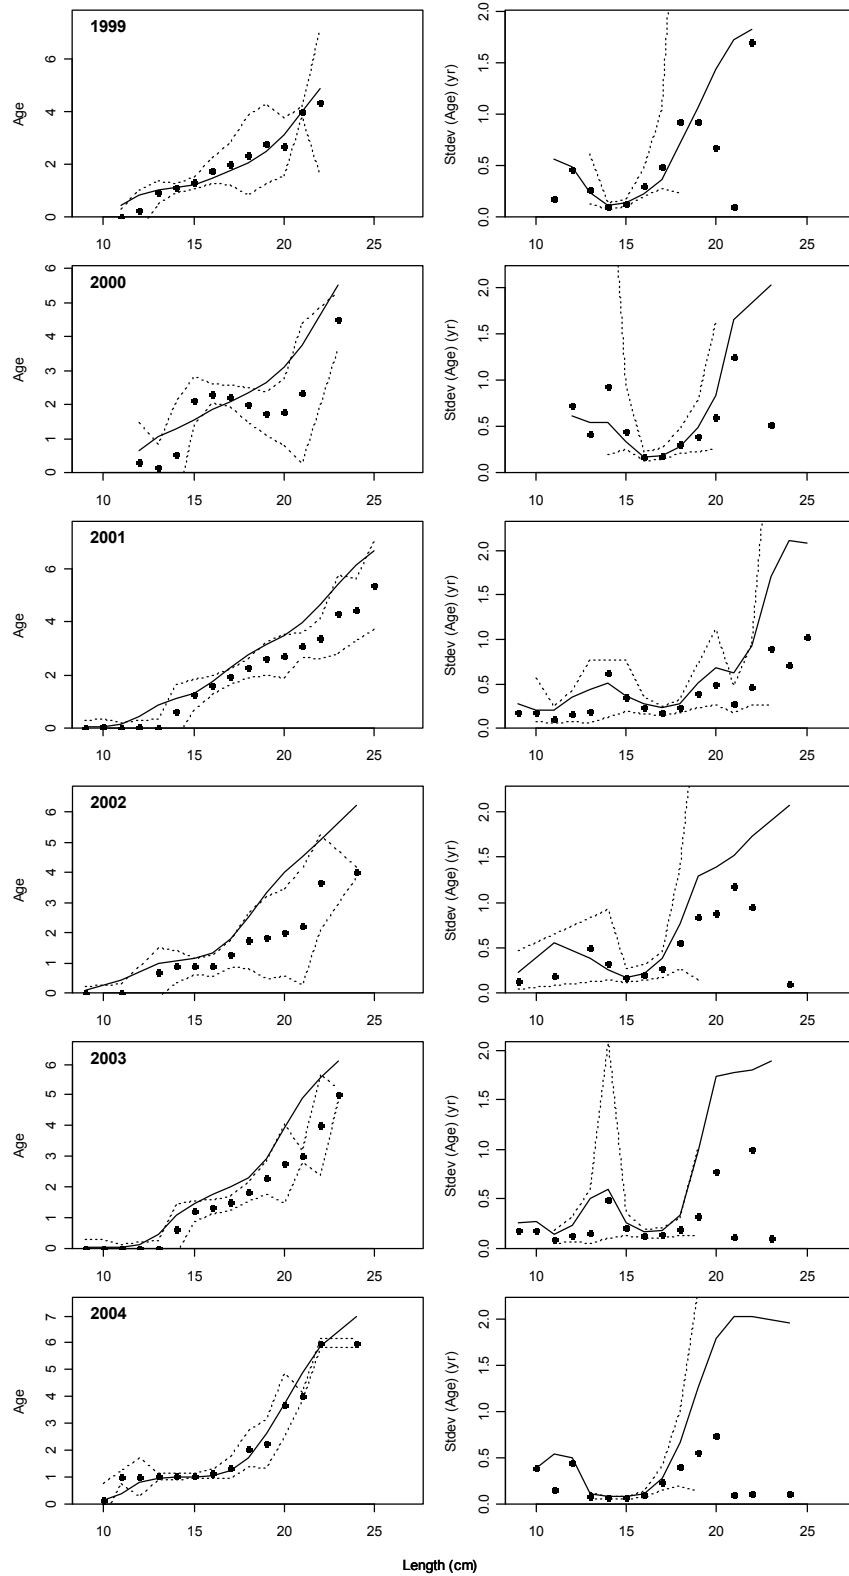 1999
Age
0 2 4 6
10 15 20 25
Stdev (Age) (yr)
0.0 0.5 1.0 1.5 2.0
10 15 20 25
2000
Age
0 1 2 3 4 5 6
10 15 20 25
Stdev (Age) (yr)
0.0 0.5 1.0 1.5 2.0
10 15 20 25
2001
Age
0 2 4 6
10 15 20 25
Stdev (Age) (yr)
0.0 0.5 1.0 1.5 2.0
10 15 20 25
2002
Age
0 1 2 3 4 5 6
10 15 20 25
Stdev (Age) (yr)
0.0 0.5 1.0 1.5 2.0
10 15 20 25
2003
Age
0 1 2 3 4 5 6
10 15 20 25
Stdev (Age) (yr)
0.0 0.5 1.0 1.5 2.0
10 15 20 25
2004
Age
0 1 2 3 4 5 6 7
10 15 20 25
Stdev (Age) (yr)
0.0 0.5 1.0 1.5 2.0
10 15 20 25
Length (cm)